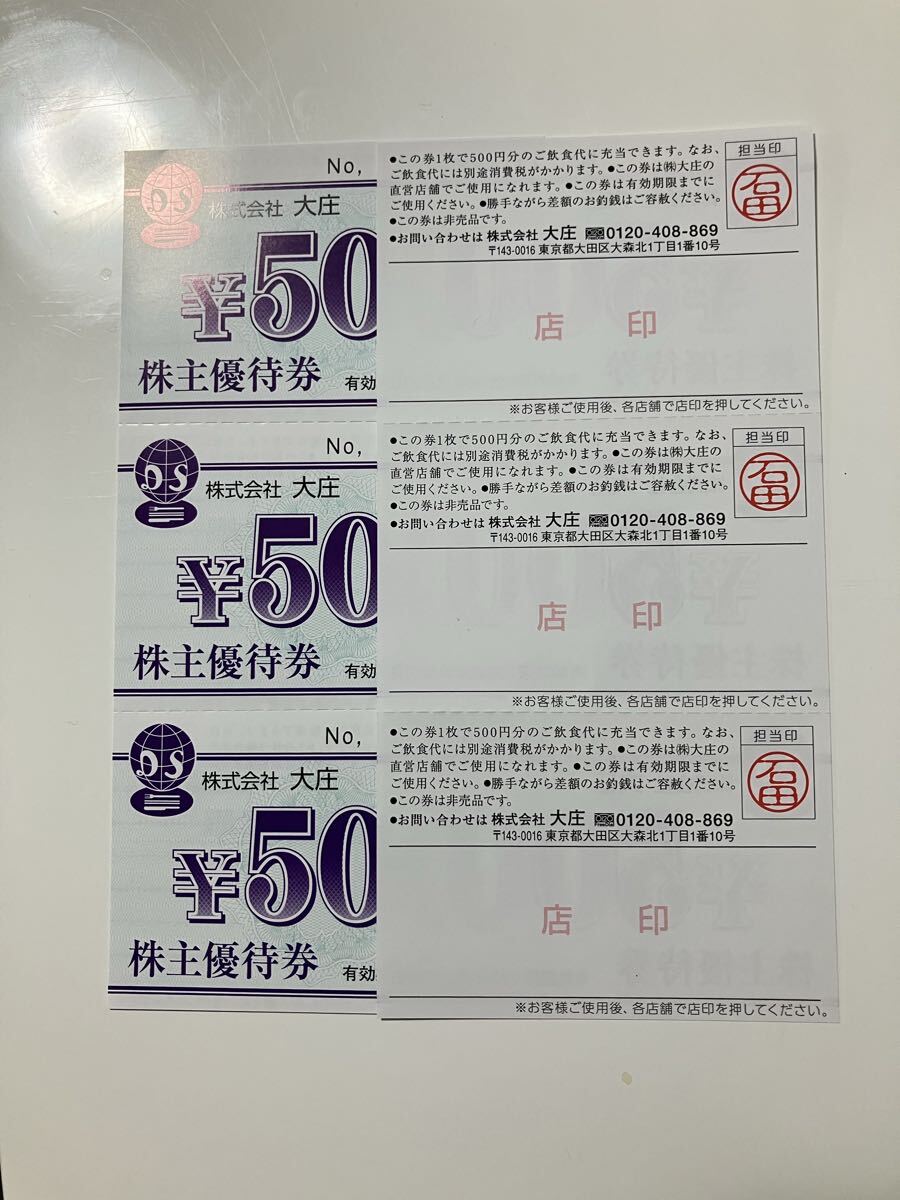 No,
DS
株式会社 大庄
¥50
株主優待券 有効
●この券1枚で500円分のご飲食代に充当できます。なお、
ご飲食代には別途消費税がかかります。●この券は㈱大庄の
直営店舗でご使用になれます。●この券は有効期限までに
ご使用ください。●勝手ながら差額のお釣銭はご容赦ください。
●この券は非売品です。
●お問い合わせは 株式会社 大庄 0120-408-869
〒143-0016 東京都大田区大森北1丁目1番10号
担当印
石田
店 印
※お客様ご使用後、各店舗で店印を押してください。
No,
DS
株式会社 大庄
¥50
株主優待券 有効
●この券1枚で500円分のご飲食代に充当できます。なお、
ご飲食代には別途消費税がかかります。●この券は㈱大庄の
直営店舗でご使用になれます。●この券は有効期限までに
ご使用ください。●勝手ながら差額のお釣銭はご容赦ください。
●この券は非売品です。
●お問い合わせは 株式会社 大庄 0120-408-869
〒143-0016 東京都大田区大森北1丁目1番10号
担当印
石田
店 印
※お客様ご使用後、各店舗で店印を押してください。
No,
DS
株式会社 大庄
¥50
株主優待券 有効
●この券1枚で500円分のご飲食代に充当できます。なお、
ご飲食代には別途消費税がかかります。●この券は㈱大庄の
直営店舗でご使用になれます。●この券は有効期限までに
ご使用ください。●勝手ながら差額のお釣銭はご容赦ください。
●この券は非売品です。
●お問い合わせは 株式会社 大庄 0120-408-869
〒143-0016 東京都大田区大森北1丁目1番10号
担当印
石田
店 印
※お客様ご使用後、各店舗で店印を押してください。